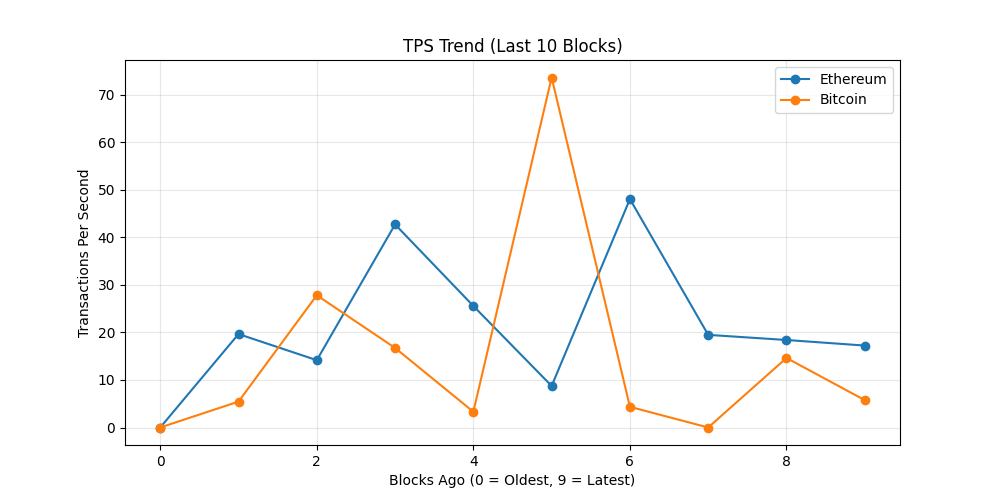 TPS Trend (Last 10 Blocks)
Ethereum
Bitcoin
Transactions Per Second
70
60
50
40
30
20
10
0
0 2 4 6 8
Blocks Ago (0 = Oldest, 9 = Latest)